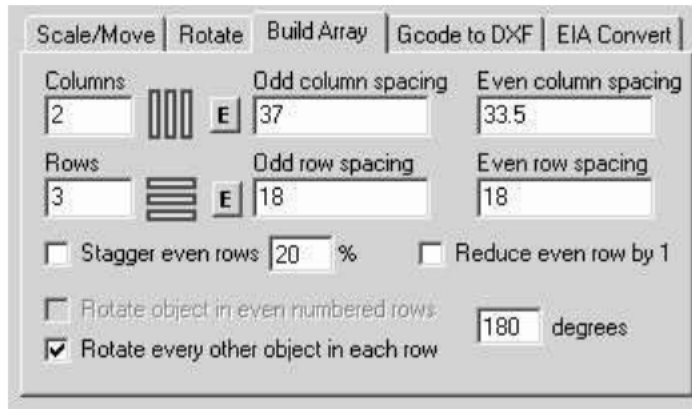 Scale/Move Rotate Build Array Gcode to DXF EIA Convert
Columns Odd column spacing Even column spacing
2 E 37 33.5
Rows Odd row spacing Even row spacing
3 E 18 18
Stagger even rows 20 % Reduce even row by 1
Rotate object in even numbered rows
180 degrees
Rotate every other object in each row